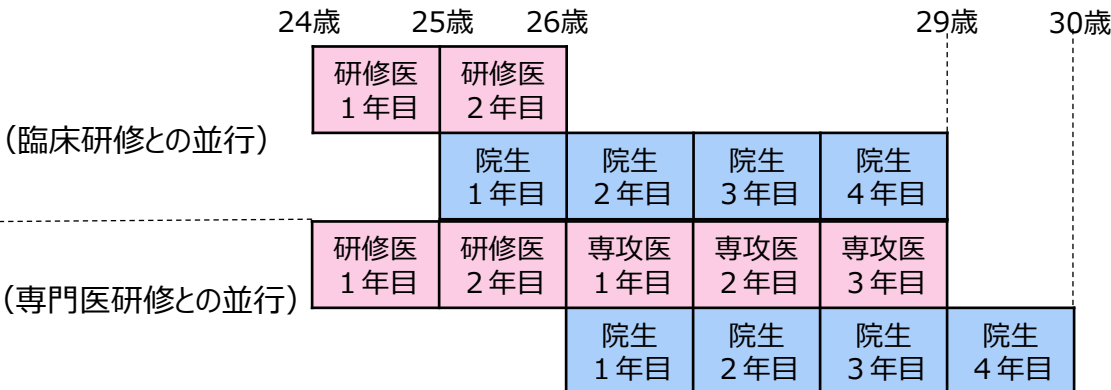 24歳 25歳 26歳 29歳 30歳
研修医 研修医
１年目 ２年目
（臨床研修との並行）
院生 院生 院生 院生
１年目 ２年目 ３年目 ４年目
研修医 研修医 専攻医 専攻医 専攻医
１年目 ２年目 １年目 ２年目 ３年目
（専門医研修との並行）
院生 院生 院生 院生
１年目 ２年目 ３年目 ４年目